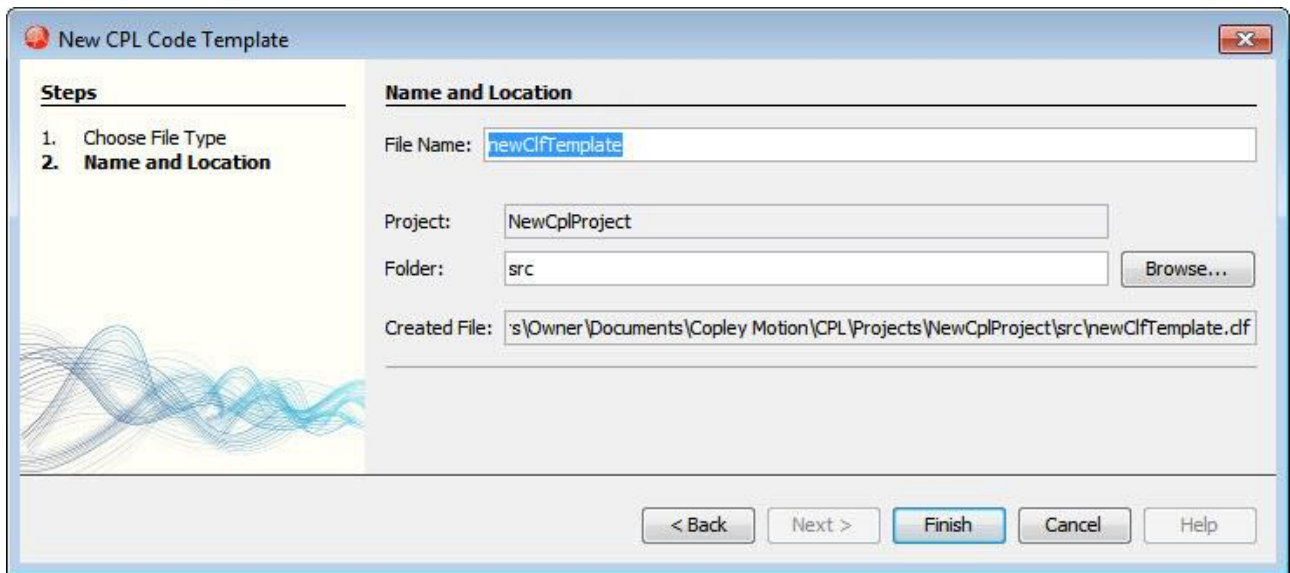 New CPL Code Template
Steps
1. Choose File Type
2. Name and Location
Name and Location
File Name: newClfTemplate
Project: NewCplProject
Folder: src Browse...
Created File: 's\Owner\Documents\Copley Motion\CPL\Projects\NewCplProject\src\newClfTemplate.clf
< Back Next > Finish Cancel Help